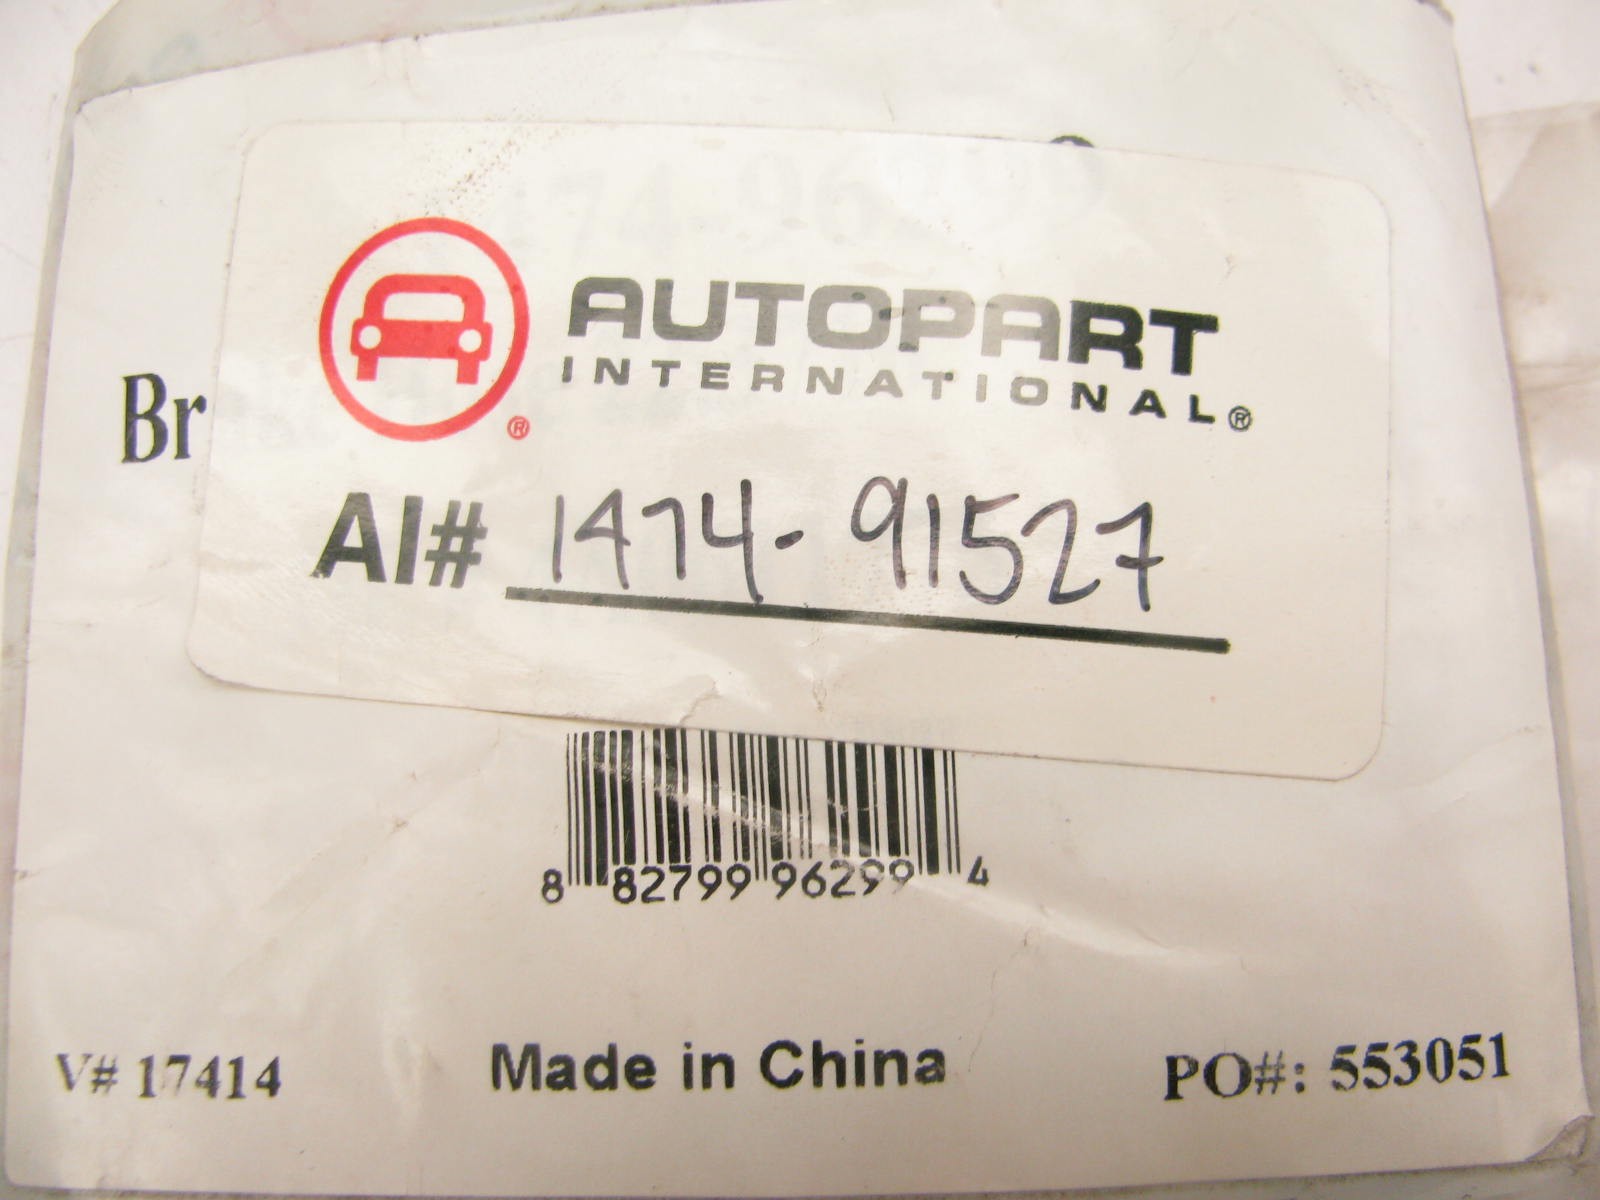 AUTOPART
INTERNATIONAL®
®
Br
AI# 1474-91527
8 82799 96299 4
V# 17414
Made in China
PO#: 553051